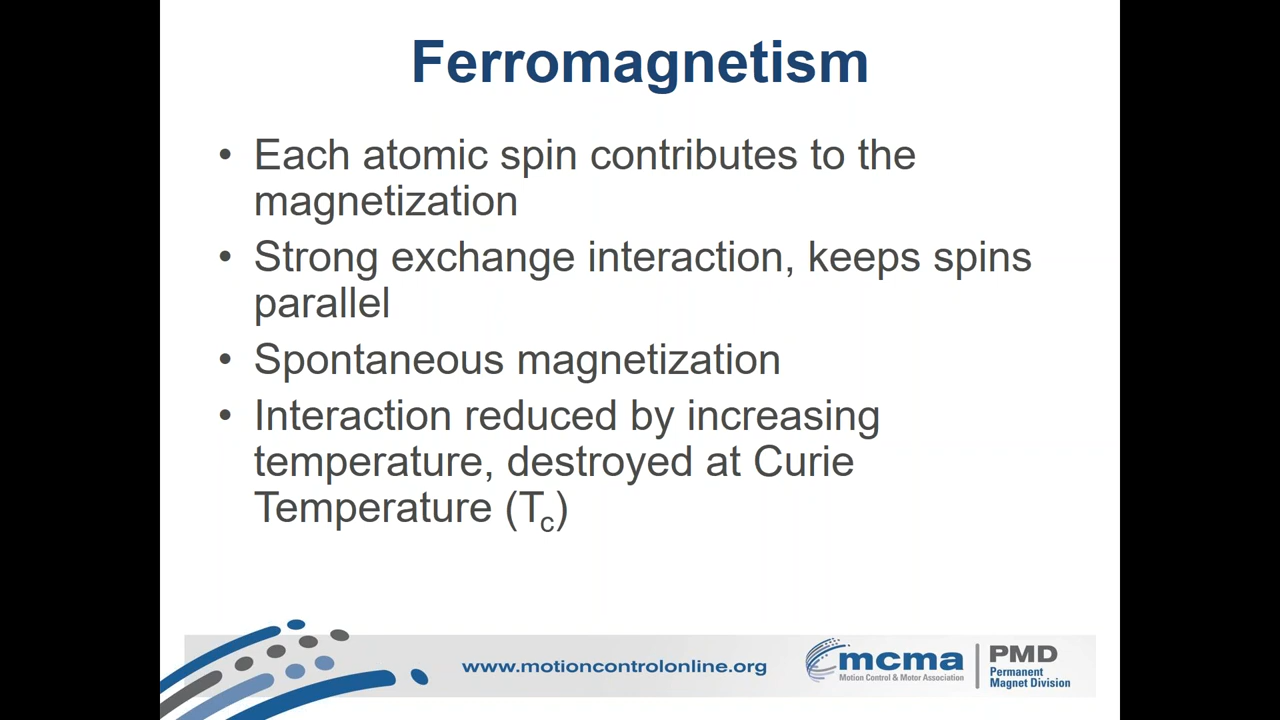 Ferromagnetism
• Each atomic spin contributes to the
magnetization
• Strong exchange interaction, keeps spins
parallel
• Spontaneous magnetization
• Interaction reduced by increasing
temperature, destroyed at Curie
Temperature (Tc)
www.motioncontrolonline.org
mcma
Motion Control & Motor Association
PMD
Permanent
Magnet Division